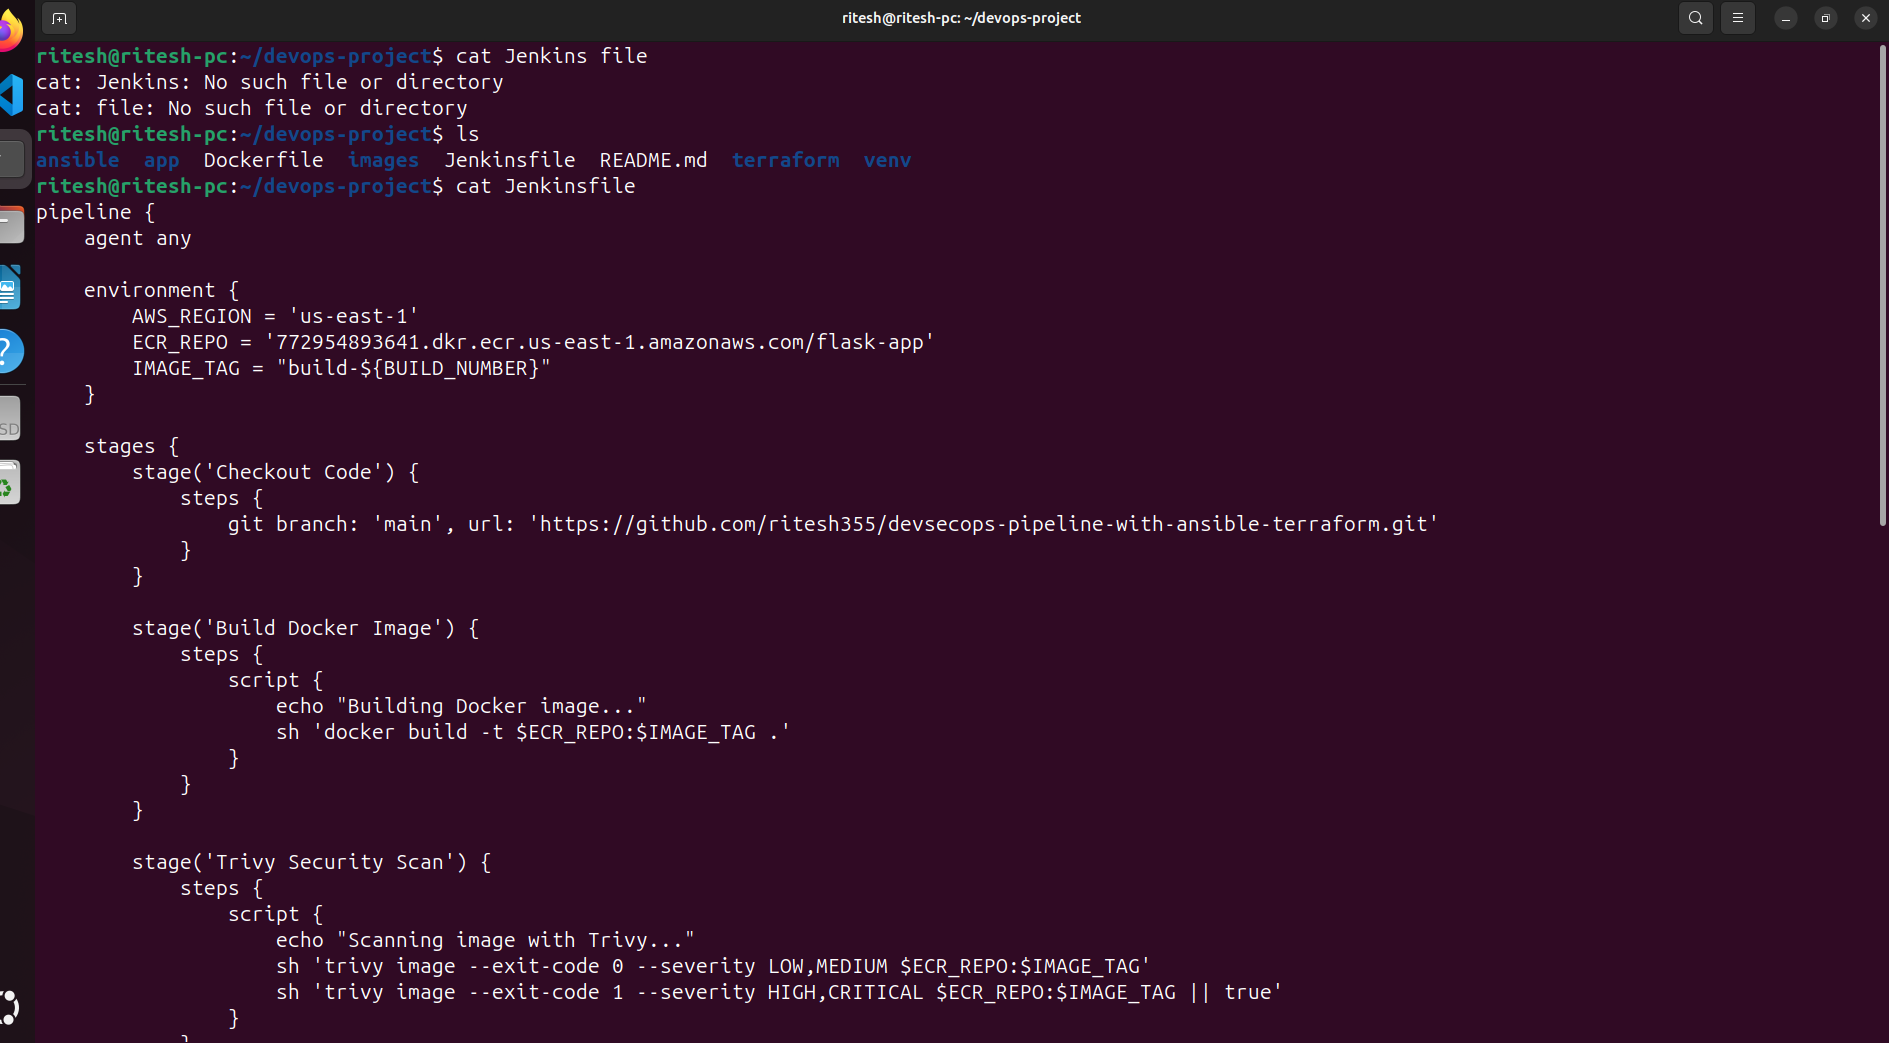 ritesh@ritesh-pc: ~/devops-project
ritesh@ritesh-pc:~/devops-project$ cat Jenkins file
cat: Jenkins: No such file or directory
cat: file: No such file or directory
ritesh@ritesh-pc:~/devops-project$ ls
ansible  app  Dockerfile  images  Jenkinsfile  README.md  terraform  venv
ritesh@ritesh-pc:~/devops-project$ cat Jenkinsfile
pipeline {
    agent any

    environment {
        AWS_REGION = 'us-east-1'
        ECR_REPO = '772954893641.dkr.ecr.us-east-1.amazonaws.com/flask-app'
        IMAGE_TAG = "build-${BUILD_NUMBER}"
    }

    stages {
        stage('Checkout Code') {
            steps {
                git branch: 'main', url: 'https://github.com/ritesh355/devsecops-pipeline-with-ansible-terraform.git'
            }
        }

        stage('Build Docker Image') {
            steps {
                script {
                    echo "Building Docker image..."
                    sh 'docker build -t $ECR_REPO:$IMAGE_TAG .'
                }
            }
        }

        stage('Trivy Security Scan') {
            steps {
                script {
                    echo "Scanning image with Trivy..."
                    sh 'trivy image --exit-code 0 --severity LOW,MEDIUM $ECR_REPO:$IMAGE_TAG'
                    sh 'trivy image --exit-code 1 --severity HIGH,CRITICAL $ECR_REPO:$IMAGE_TAG || true'
                }